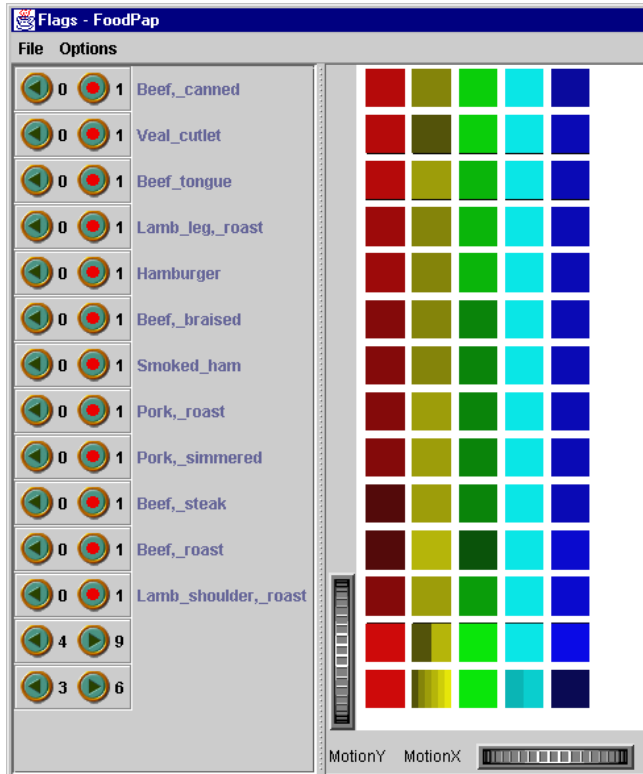 Flags - FoodPap
File Options
0 1 Beef,_canned
0 1 Veal_cutlet
0 1 Beef_tongue
0 1 Lamb_leg,_roast
0 1 Hamburger
0 1 Beef,_braised
0 1 Smoked_ham
0 1 Pork,_roast
0 1 Pork,_simmered
0 1 Beef,_steak
0 1 Beef,_roast
0 1 Lamb_shoulder,_roast
4 9
3 6
MotionY MotionX